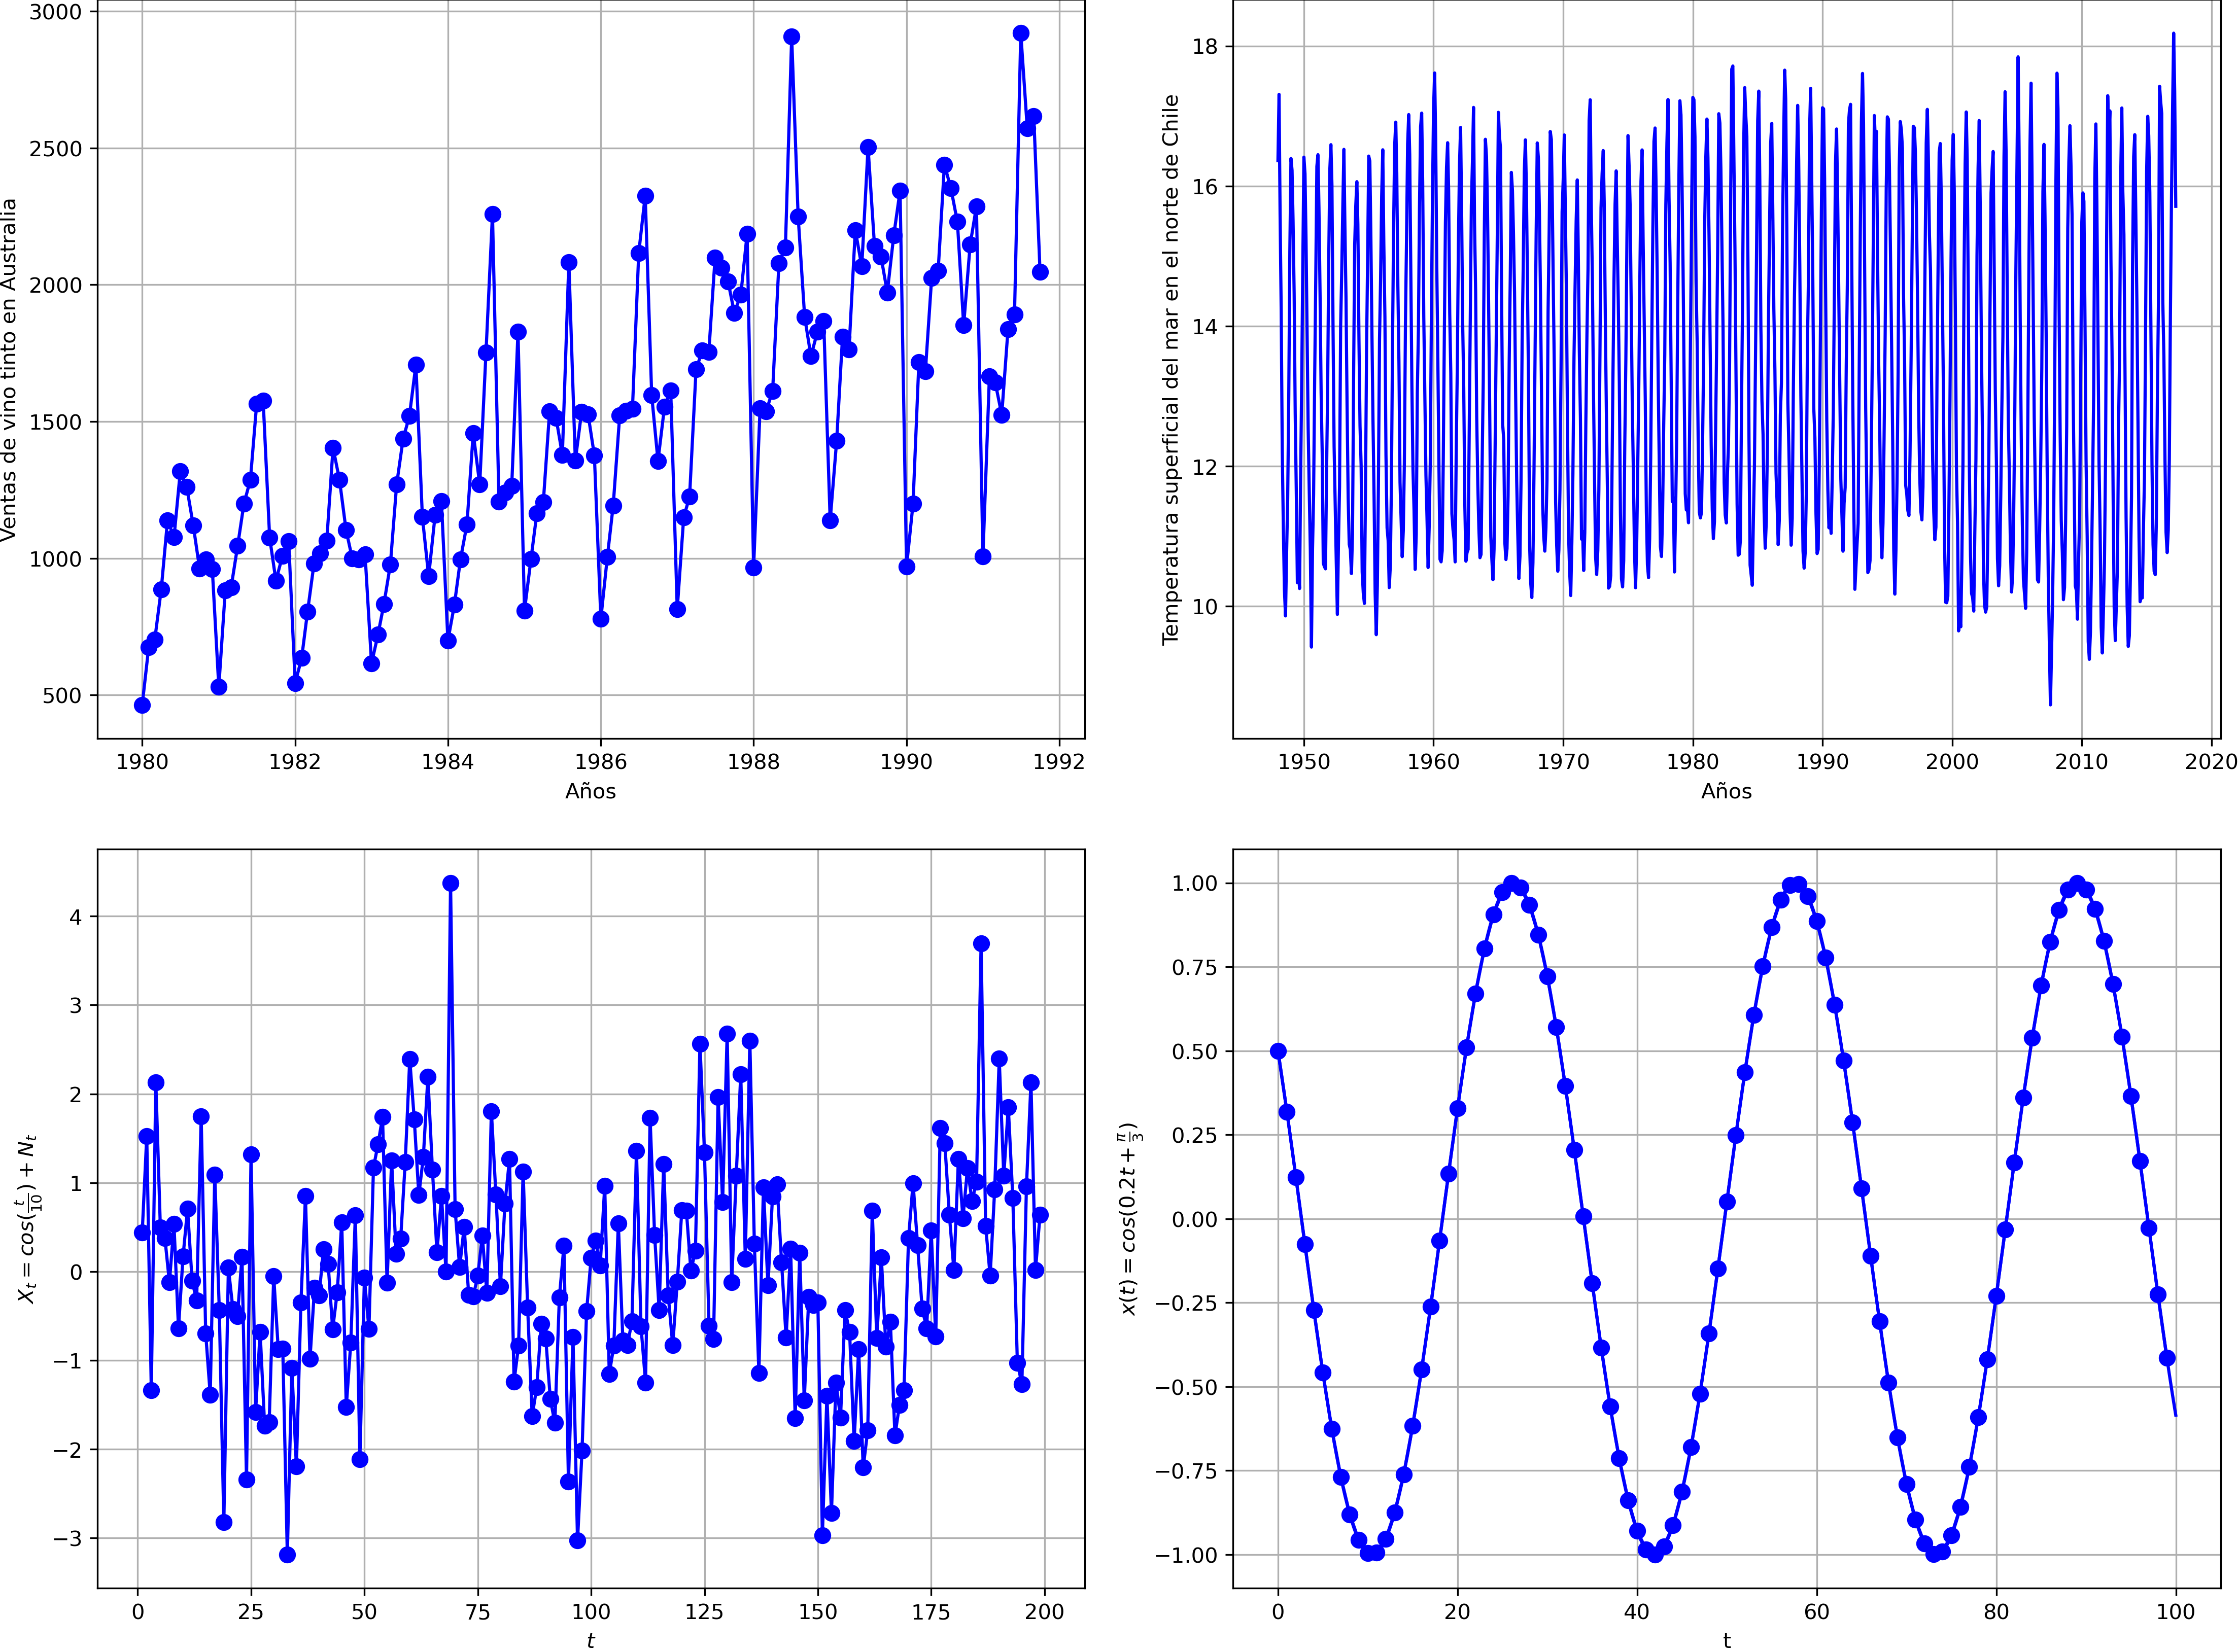 3000
2500
2000
1500
1000
500
Ventas de vino tinto en Australia
1980 1982 1984 1986 1988 1990 1992
Años
18
16
14
12
10
Temperatura superficial del mar en el norte de Chile
1950 1960 1970 1980 1990 2000 2010 2020
Años
4
3
2
1
0
−1
−2
−3
X_t = cos(\frac{t}{10}) + N_t
0 25 50 75 100 125 150 175 200
t
1.00
0.75
0.50
0.25
0.00
−0.25
−0.50
−0.75
−1.00
x(t) = cos(0.2t + \frac{π}{3})
0 20 40 60 80 100
t